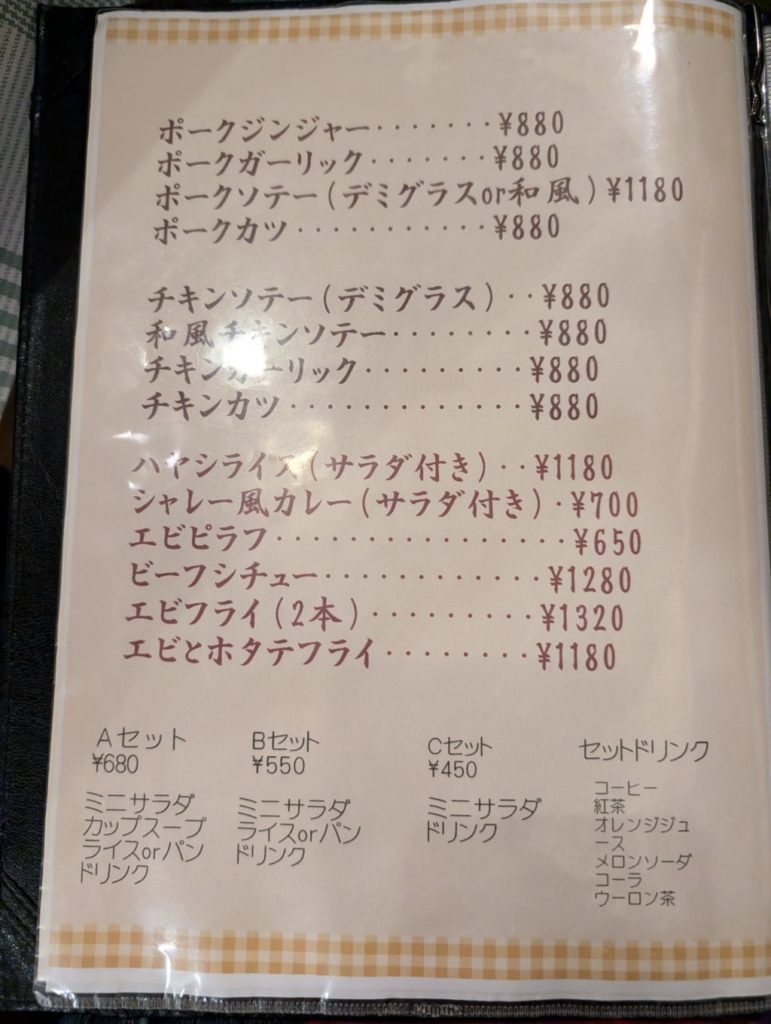 ポークジンジャー·······¥880
ポークガーリック·······¥880
ポークソテー(デミグラスor和風)¥1180
ポークカツ···········¥880
チキンソテー(デミグラス)··¥880
和風チキンソテー········¥880
チキンガーリック·········¥880
チキンカツ·············¥880
ハヤシライス(サラダ付き)··¥1180
シャレー風カレー(サラダ付き)·¥700
エビピラフ················¥650
ビーフシチュー············¥1280
エビフライ(2本)·········¥1320
エビとホタテフライ········¥1180
Aセット
¥680
ミニサラダ
カップスープ
ライスorパン
ドリンク
Bセット
¥550
ミニサラダ
ライスorパン
ドリンク
Cセット
¥450
ミニサラダ
ドリンク
セットドリンク
コーヒー
紅茶
オレンジジュ
ース
メロンソーダ
コーラ
ウーロン茶